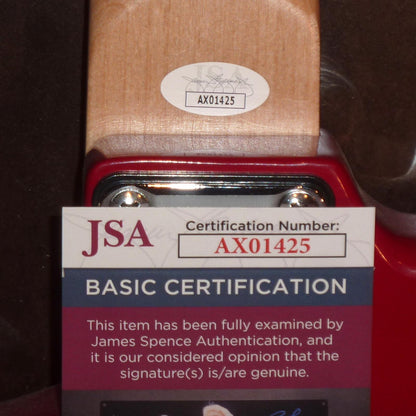 JSA
AX01425
JSA
Certification Number:
AX01425
BASIC CERTIFICATION
This item has been fully examined by
James Spence Authentication, and
it is our considered opinion that the
signature(s) is/are genuine.